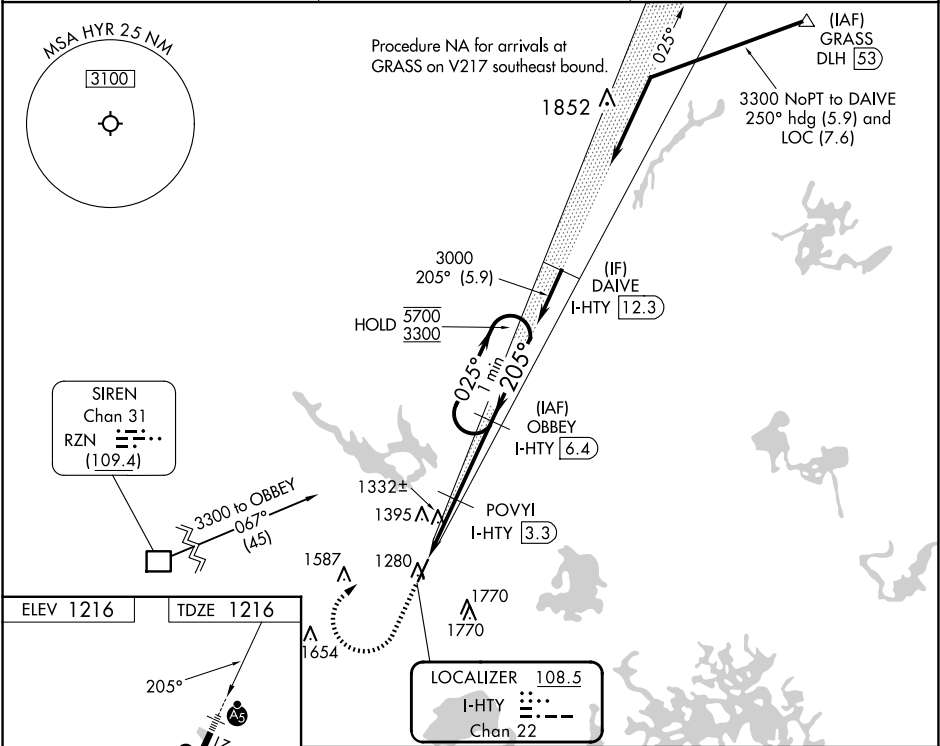 MSA HYR 25 NM
3100
Procedure NA for arrivals at
GRASS on V217 southeast bound.
025°
(IAF)
GRASS
DLH 53
1852
3300 NoPT to DAIVE
250° hdg (5.9) and
LOC (7.6)
3000
205° (5.9)
(IF)
DAIVE
I-HTY 12.3
HOLD 5700
3300
025°
1 min
205°
(IAF)
OBBEY
I-HTY 6.4
SIREN
Chan 31
RZN
(109.4)
3300 to OBBEY
067°
(45)
1332±
1395
POVYI
I-HTY 3.3
1587
1280
1770
1770
1654
ELEV 1216
TDZE 1216
205°
A5
LOCALIZER 108.5
I-HTY
Chan 22